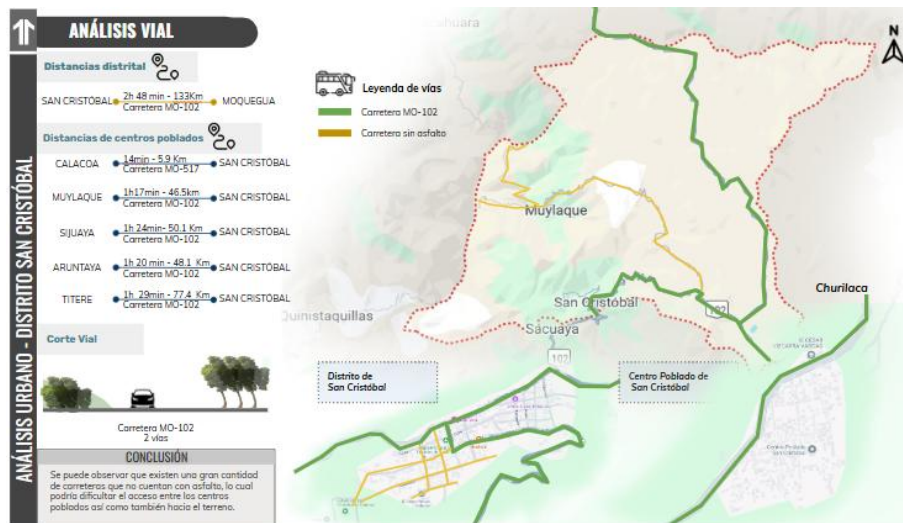 ANÁLISIS VIAL
ANÁLISIS URBANO - DISTRITO SAN CRISTÓBAL
Distancias distrital
SAN CRISTÓBAL
2h 48 min - 133Km
Carretera MO-102
MOQUEGUA
Distancias de centros poblados
CALACOA
14min - 5.9 Km
Carretera MO-517
SAN CRISTÓBAL
MUYLAQUE
1h17min - 46.5km
Carretera MO-102
SAN CRISTÓBAL
SIJUAYA
1h 24min- 50.1 Km
Carretera MO-102
SAN CRISTÓBAL
ARUNTAYA
1h 20 min - 48.1 Km
Carretera MO-102
SAN CRISTÓBAL
TITERE
1h 29min - 77.4 Km
Carretera MO-102
SAN CRISTÓBAL
Corte Vial
Carretera MO-102
2 vías
CONCLUSIÓN
Se puede observar que existen una gran cantidad
de carreteros que no cuentan con asfalto, lo cual
podría dificultar el acceso entre los centros
poblados así como también hacia el terreno.
Leyenda de vías
Carretera MO-102
Carretera sin asfalto
N
Muylaque
San Cristóbal
Sacuaya
Quinistaquillas
102
102
Churilaca
Distrito de
San Cristóbal
Centro Poblado de
San Cristóbal
Centro Poblado
San Cristobal